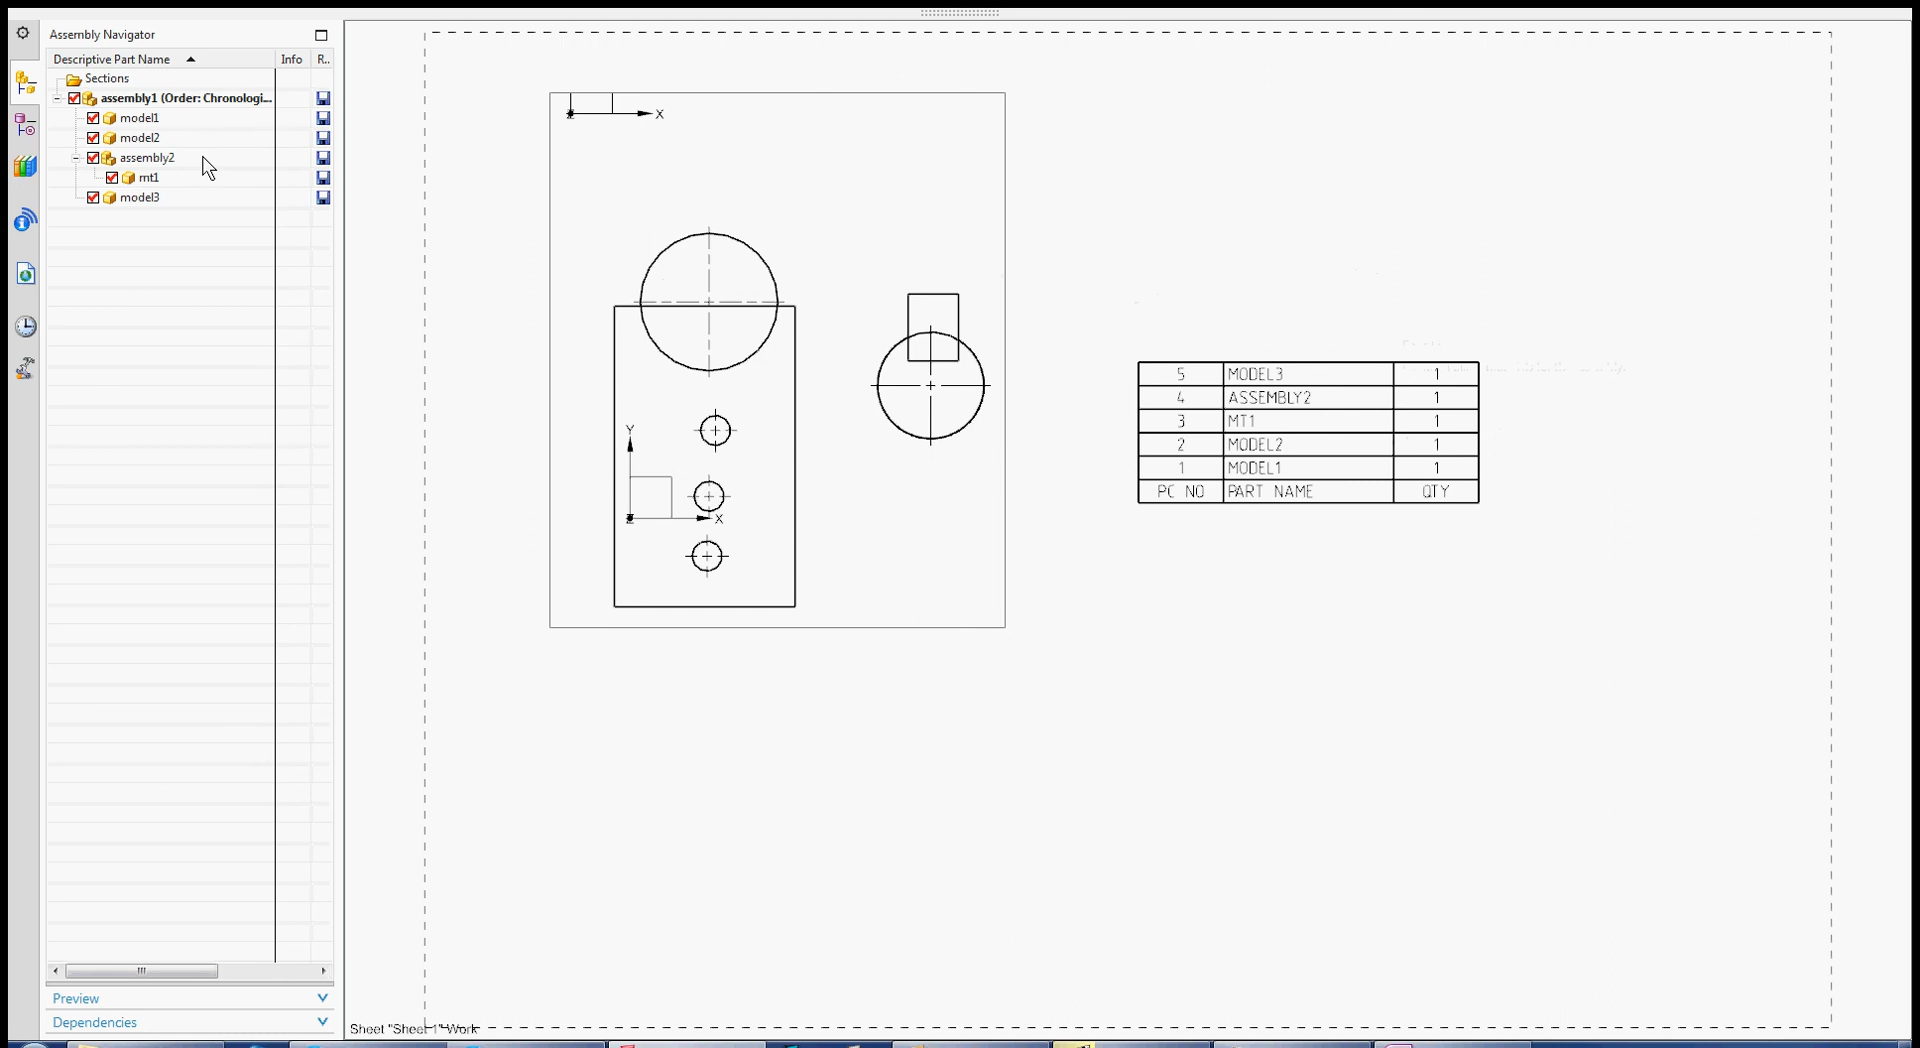 Assembly Navigator
Descriptive Part Name Info R..
Sections
assembly1 (Order: Chronologi...
model1
model2
assembly2
mt1
model3
Preview
Dependencies
X
Y
X
5 MODEL3 1
4 ASSEMBLY2 1
3 MT1 1
2 MODEL2 1
1 MODEL1 1
PC NO PART NAME QTY
Sheet "Sheet 1" Work